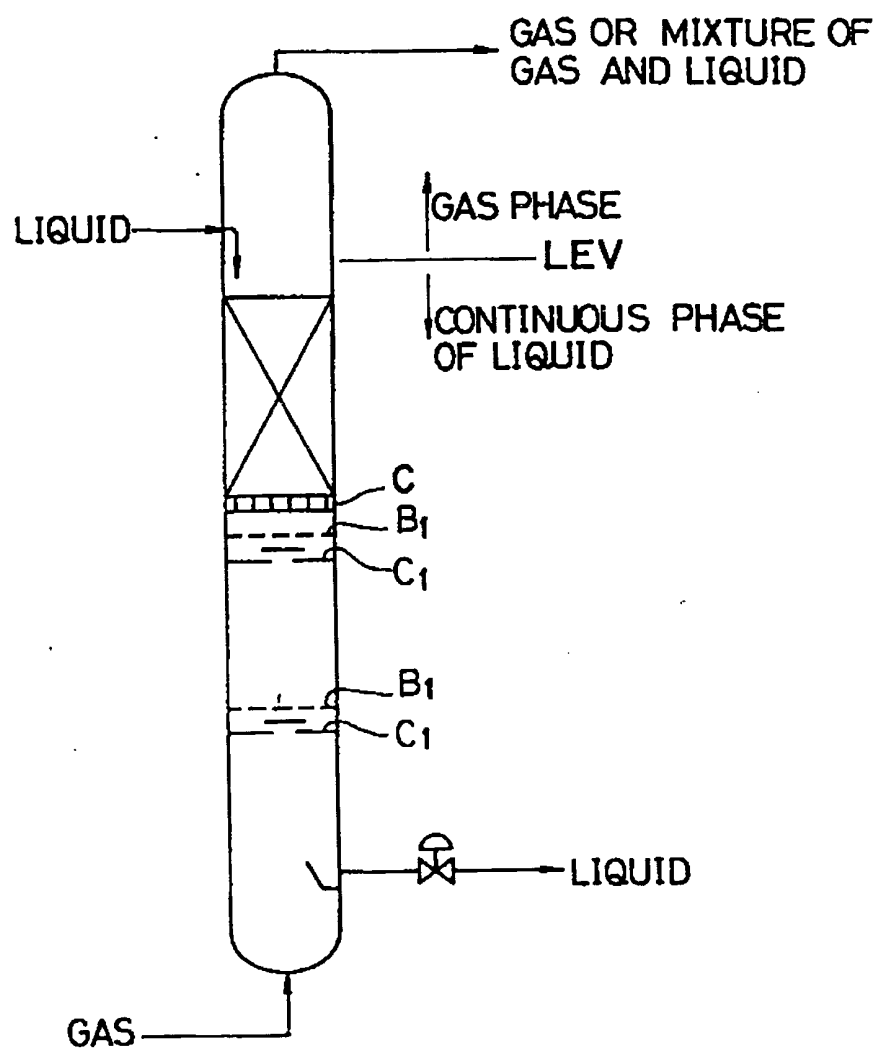 GAS OR MIXTURE OF
GAS AND LIQUID
GAS PHASE
LIQUID
LEV
CONTINUOUS PHASE
OF LIQUID
C
B1
C1
B1
C1
LIQUID
GAS